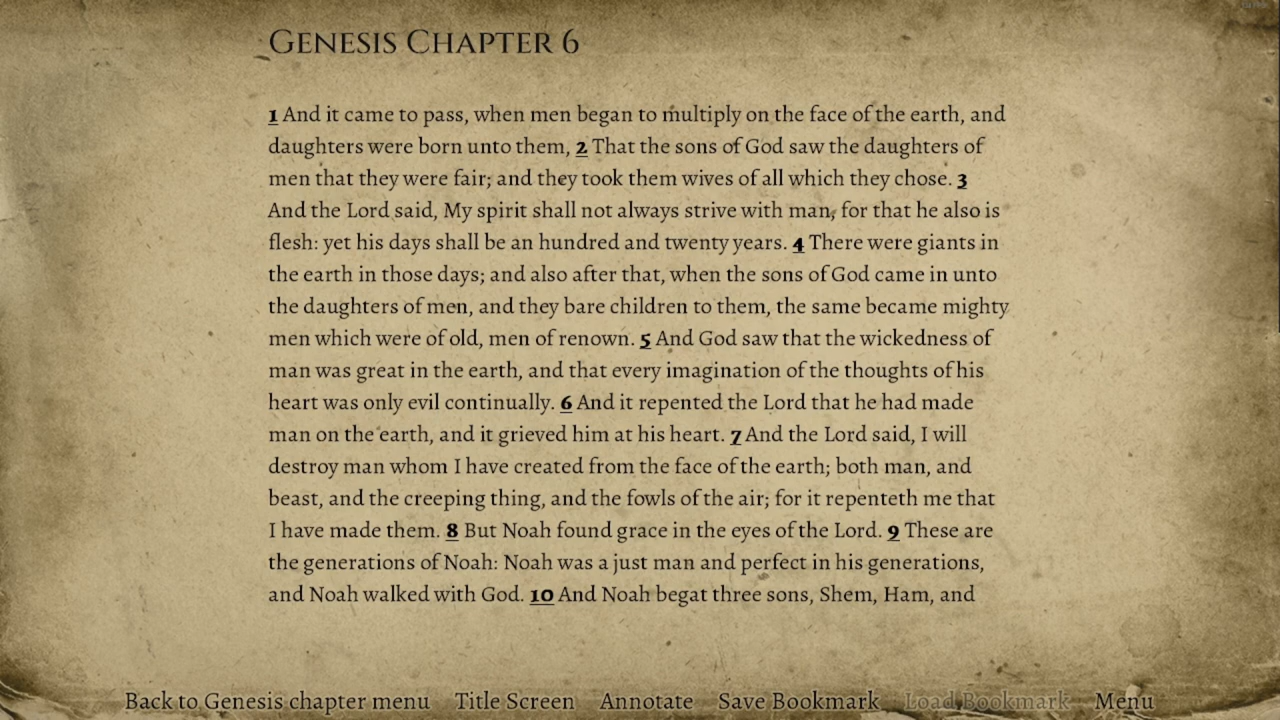 Genesis Chapter 6
1 And it came to pass, when men began to multiply on the face of the earth, and
daughters were born unto them, 2 That the sons of God saw the daughters of
men that they were fair; and they took them wives of all which they chose. 3
And the Lord said, My spirit shall not always strive with man, for that he also is
flesh: yet his days shall be an hundred and twenty years. 4 There were giants in
the earth in those days; and also after that, when the sons of God came in unto
the daughters of men, and they bare children to them, the same became mighty
men which were of old, men of renown. 5 And God saw that the wickedness of
man was great in the earth, and that every imagination of the thoughts of his
heart was only evil continually. 6 And it repented the Lord that he had made
man on the earth, and it grieved him at his heart. 7 And the Lord said, I will
destroy man whom I have created from the face of the earth; both man, and
beast, and the creeping thing, and the fowls of the air; for it repenteth me that
I have made them. 8 But Noah found grace in the eyes of the Lord. 9 These are
the generations of Noah: Noah was a just man and perfect in his generations,
and Noah walked with God. 10 And Noah begat three sons, Shem, Ham, and
Back to Genesis chapter menu Title Screen Annotate Save Bookmark Load Bookmark Menu